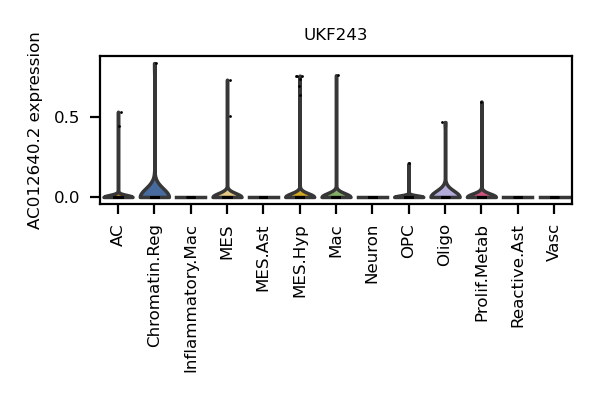 UKF243
AC012640.2 expression
0.5
0.0
AC
Chromatin.Reg
Inflammatory.Mac
MES
MES.Ast
MES.Hyp
Mac
Neuron
OPC
Oligo
Prolif.Metab
Reactive.Ast
Vasc